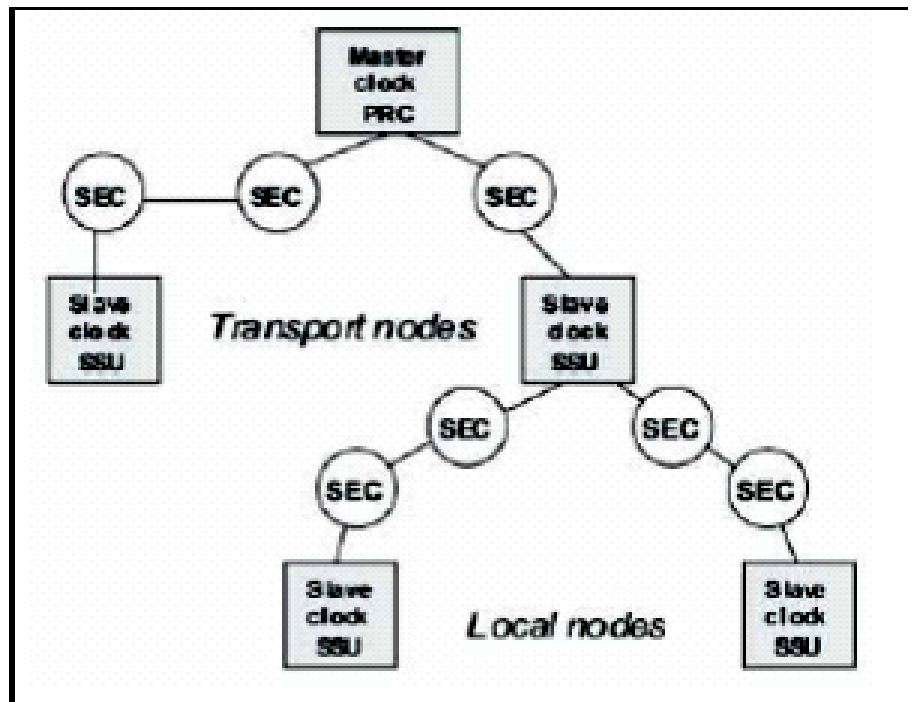 Master
clock
PRC
SEC
SEC
SEC
Slave
clock
SSU
Transport nodes
Slave
clock
SSU
SEC
SEC
SEC
SEC
Slave
clock
SSU
Local nodes
Slave
clock
SSU